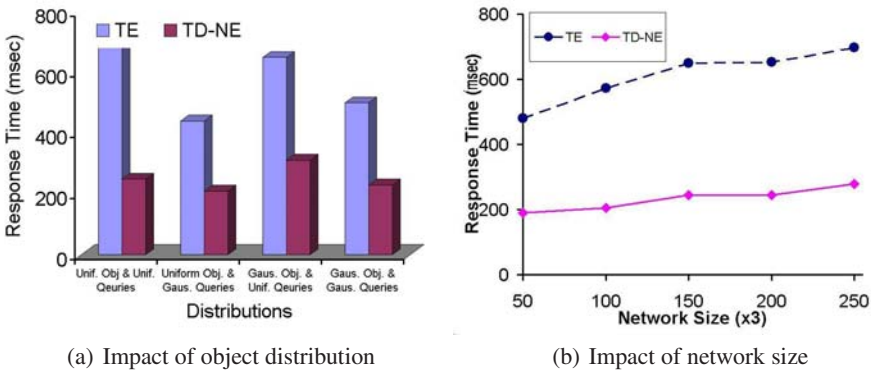 TE TD-NE
Response Time (msec)
800
600
400
200
0
Unif. Obj & Unif. Qeuries
Uniform Obj. & Gaus. Queries
Gaus. Obj. & Unif. Qeuries
Gaus. Obj. & Gaus. Queries
Distributions
(a) Impact of object distribution
TE TD-NE
Response Time (msec)
800
600
400
200
0
50 100 150 200 250
Network Size (x3)
(b) Impact of network size